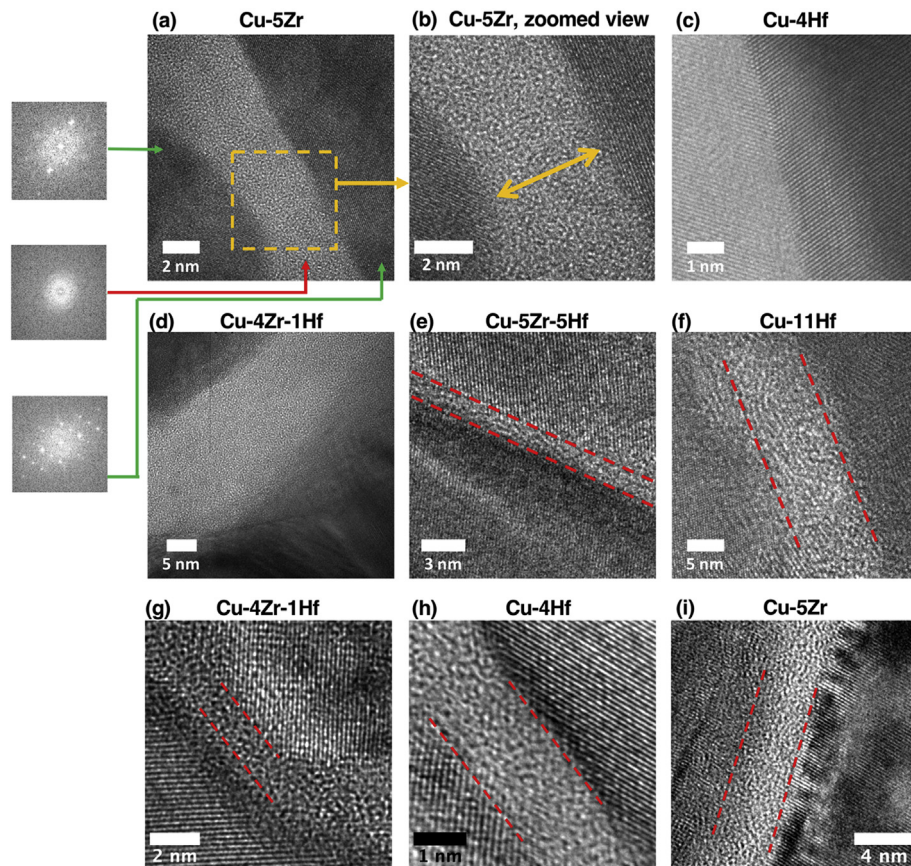 (a) Cu-5Zr
(b) Cu-5Zr, zoomed view
(c) Cu-4Hf
2 nm
2 nm
1 nm
(d) Cu-4Zr-1Hf
(e) Cu-5Zr-5Hf
(f) Cu-11Hf
5 nm
3 nm
5 nm
(g) Cu-4Zr-1Hf
(h) Cu-4Hf
(i) Cu-5Zr
2 nm
1 nm
4 nm